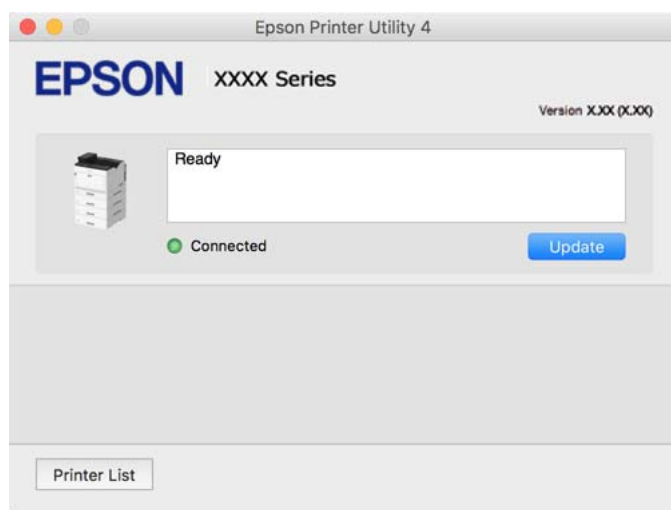 Epson Printer Utility 4
EPSON XXXX Series
Version X.XX (X.XX)
Ready
Connected
Update
Printer List